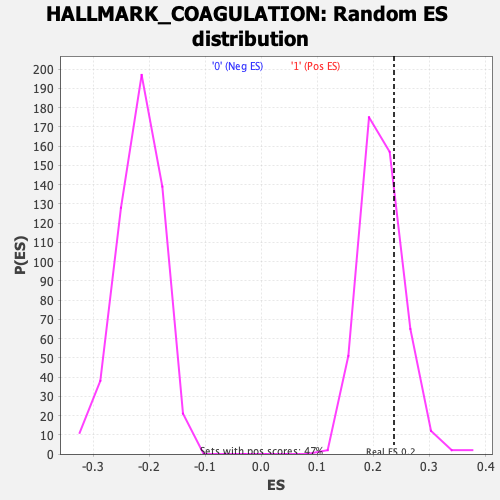 HALLMARK_COAGULATION: Random ES
distribution
'0' (Neg ES) '1' (Pos ES)
200
190
180
170
160
150
140
130
120
110
100
90
80
70
60
50
40
30
20
10
0
P(ES)
Sets with pos scores: 47%
Real ES 0.2
-0.3 -0.2 -0.1 0.0 0.1 0.2 0.3 0.4
ES